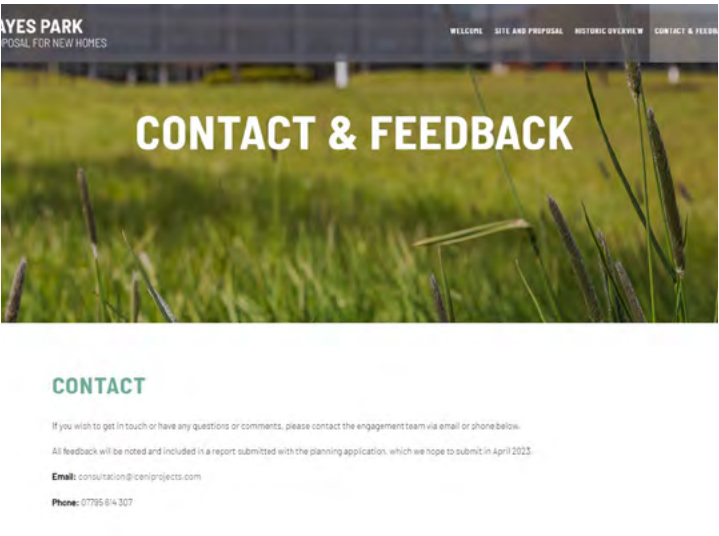 AYES PARK
POSAL FOR NEW HOMES
WELCOME SITE AND PROPOSAL HISTORIC OVERVIEW CONTACT & FEEDBA
CONTACT & FEEDBACK
CONTACT
If you wish to get in touch or have any questions or comments, please contact the engagement team via email or phone below.
All feedback will be noted and included in a report submitted with the planning application, which we hope to submit in April 2023.
Email: consultation@iceniprojects.com
Phone: 07795 614 307